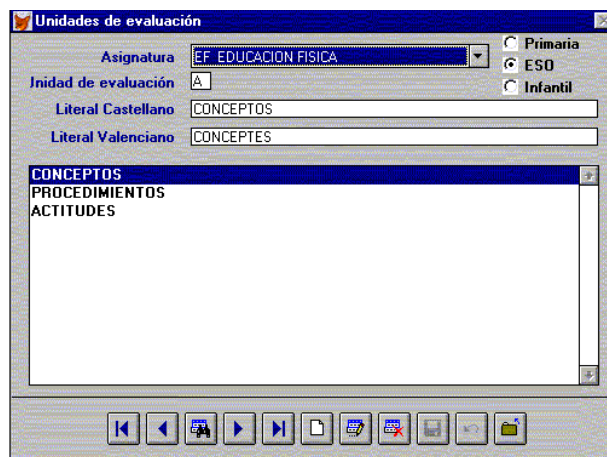 Unidades de evaluación
Asignatura EF EDUCACION FISICA
Primaria
ESO
Infantil
Unidad de evaluación A
Literal Castellano CONCEPTOS
Literal Valenciano CONCEPTES
CONCEPTOS
PROCEDIMIENTOS
ACTITUDES